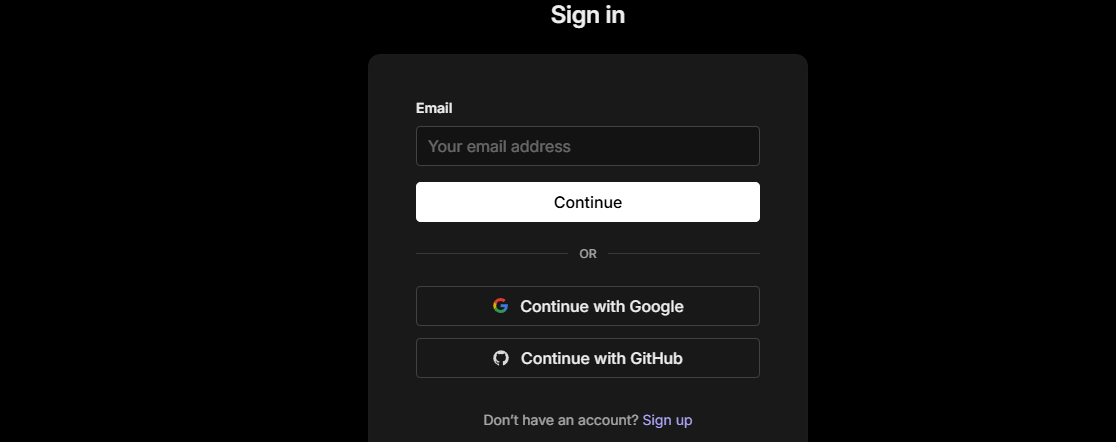 Sign in
Email
Your email address
Continue
OR
Continue with Google
Continue with GitHub
Don't have an account? Sign up